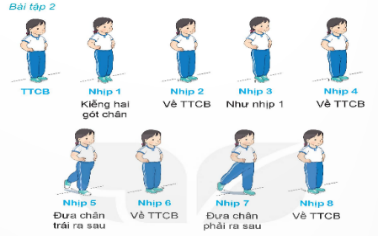 Bài tập 2
TTCB Nhịp 1 Nhịp 2 Nhịp 3 Nhịp 4
Kiễng hai gót chân Về TTCB Như nhịp 1 Về TTCB
Nhịp 5 Nhịp 6 Nhịp 7 Nhịp 8
Đưa chân trái ra sau Về TTCB Đưa chân phải ra sau Về TTCB